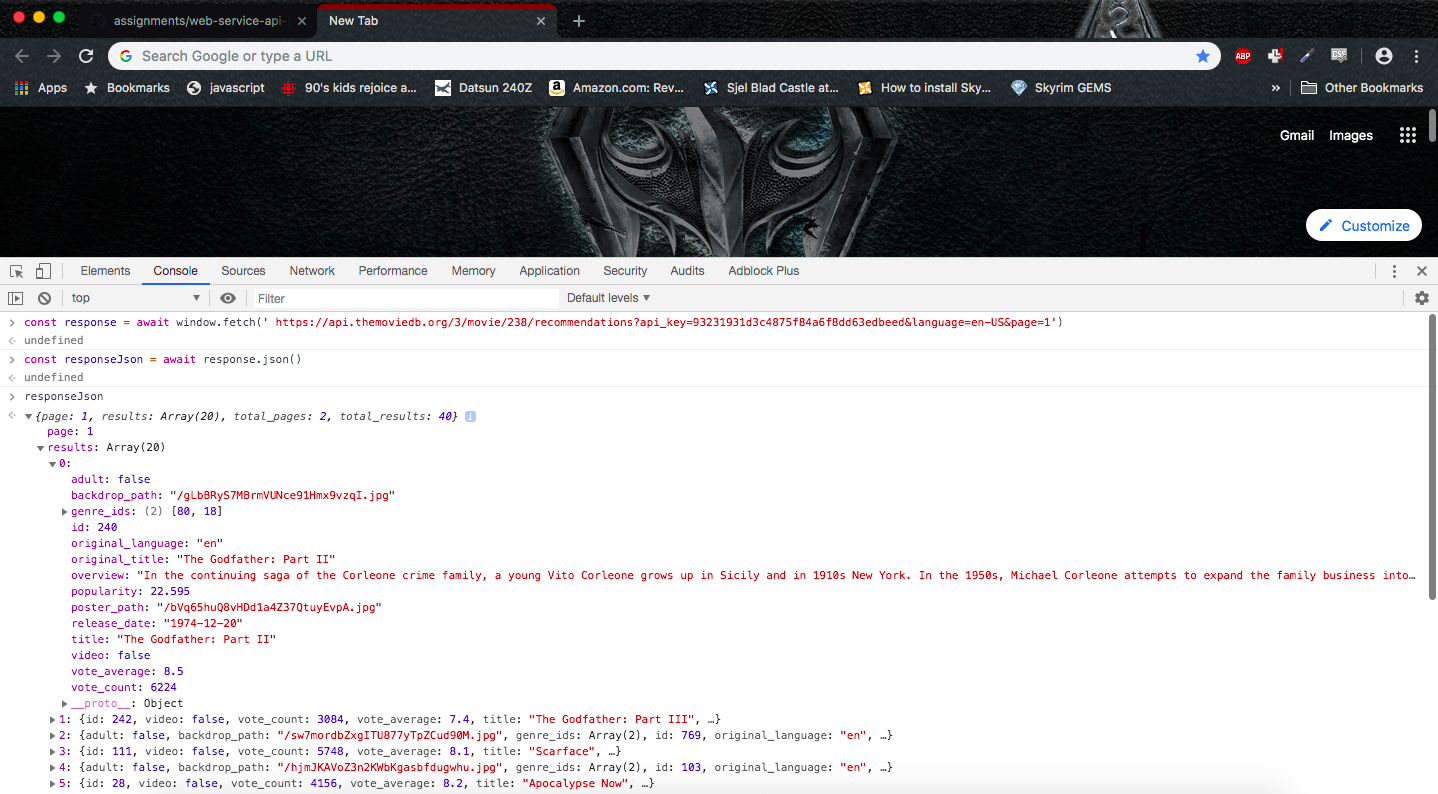 assignments/web-service-api-
New Tab
Search Google or type a URL
ABP
CSS
Apps
Bookmarks
javascript
90's kids rejoice a...
Datsun 240Z
Amazon.com: Rev...
Sjel Blad Castle at...
How to install Sky...
Skyrim GEMS
»
Other Bookmarks
Gmail
Images
Customize
Elements
Console
Sources
Network
Performance
Memory
Application
Security
Audits
Adblock Plus
top
Filter
Default levels
const response = await window.fetch(' https://api.themoviedb.org/3/movie/238/recommendations?api_key=93231931d3c4875f84a6f8dd63edbeed&language=en-US&page=1')
undefined
const responseJson = await response.json()
undefined
responseJson
{page: 1, results: Array(20), total_pages: 2, total_results: 40}
page: 1
results: Array(20)
0:
adult: false
backdrop_path: "/gLbBRyS7MBrmVUNce91Hmx9vzqI.jpg"
genre_ids: (2) [80, 18]
id: 240
original_language: "en"
original_title: "The Godfather: Part II"
overview: "In the continuing saga of the Corleone crime family, a young Vito Corleone grows up in Sicily and in 1910s New York. In the 1950s, Michael Corleone attempts to expand the family business into…
popularity: 22.595
poster_path: "/bVq65huQ8vHDd1a4Z37QtuyEvpA.jpg"
release_date: "1974-12-20"
title: "The Godfather: Part II"
video: false
vote_average: 8.5
vote_count: 6224
__proto__: Object
1: {id: 242, video: false, vote_count: 3084, vote_average: 7.4, title: "The Godfather: Part III", …}
2: {adult: false, backdrop_path: "/sw7mordbZxgITU877yTpZCud90M.jpg", genre_ids: Array(2), id: 769, original_language: "en", …}
3: {id: 111, video: false, vote_count: 5748, vote_average: 8.1, title: "Scarface", …}
4: {adult: false, backdrop_path: "/hjmJKAVoZ3n2KWbKgasbfdugwhu.jpg", genre_ids: Array(2), id: 103, original_language: "en", …}
5: {id: 28, video: false, vote_count: 4156, vote_average: 8.2, title: "Apocalypse Now", …}